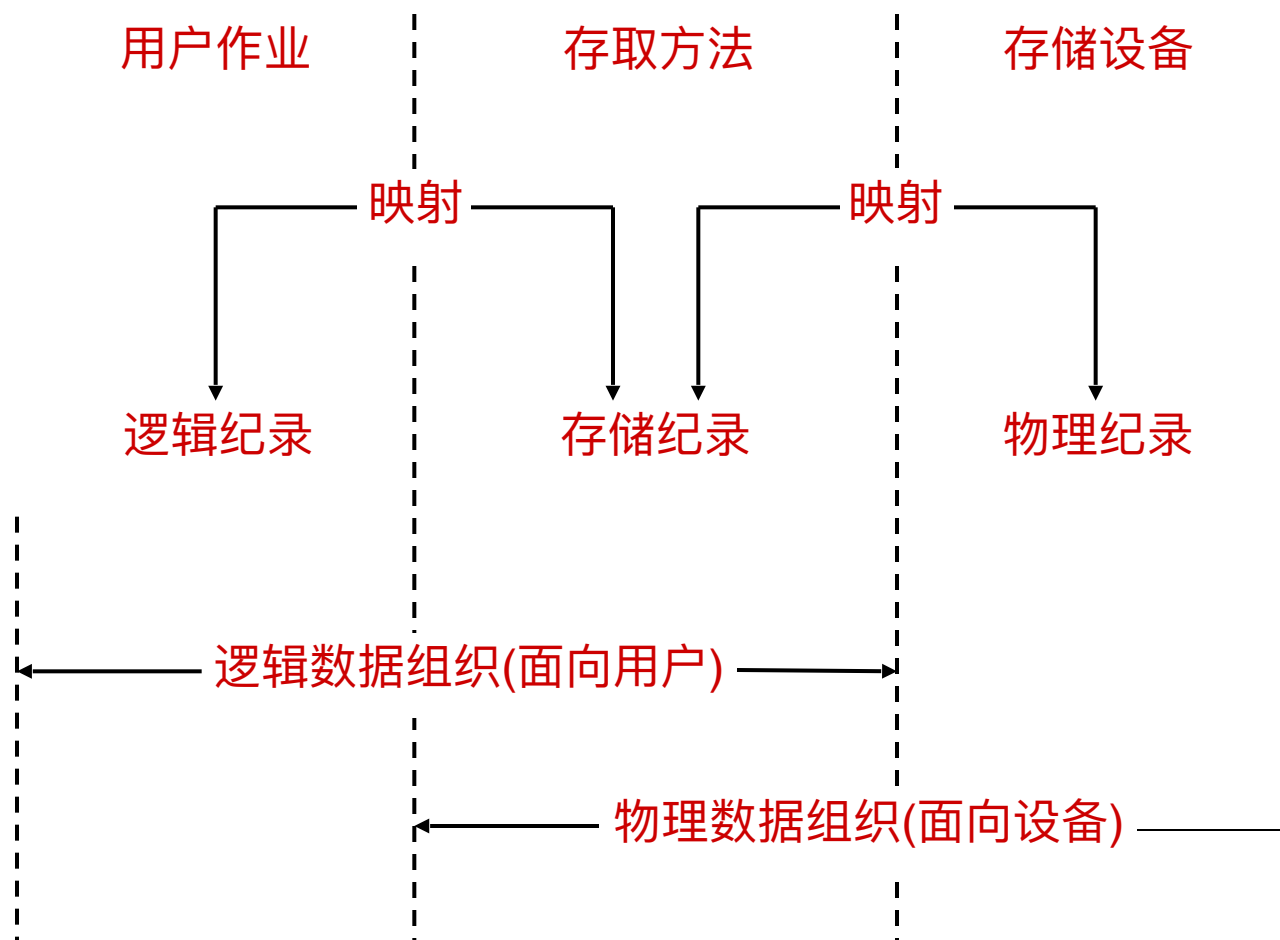 用户作业
存取方法
存储设备
映射
映射
逻辑纪录
存储纪录
物理纪录
逻辑数据组织(面向用户)
物理数据组织(面向设备)